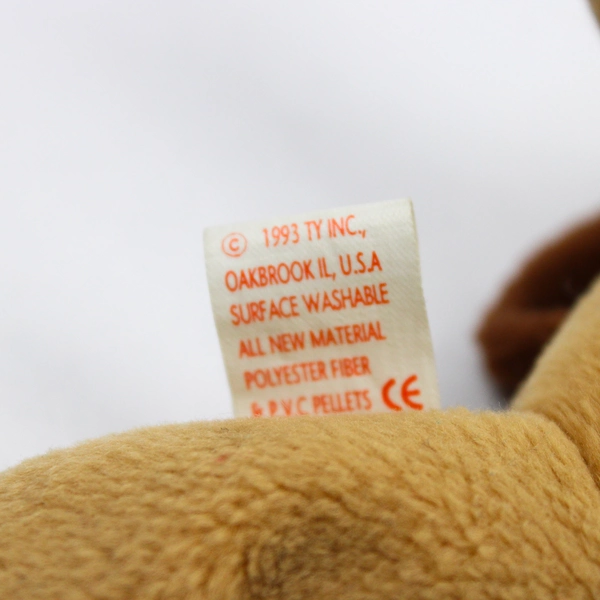 © 1993 TY INC.,
OAKBROOK IL, U.S.A
SURFACE WASHABLE
ALL NEW MATERIAL
POLYESTER FIBER
& P.V.C PELLETS CE